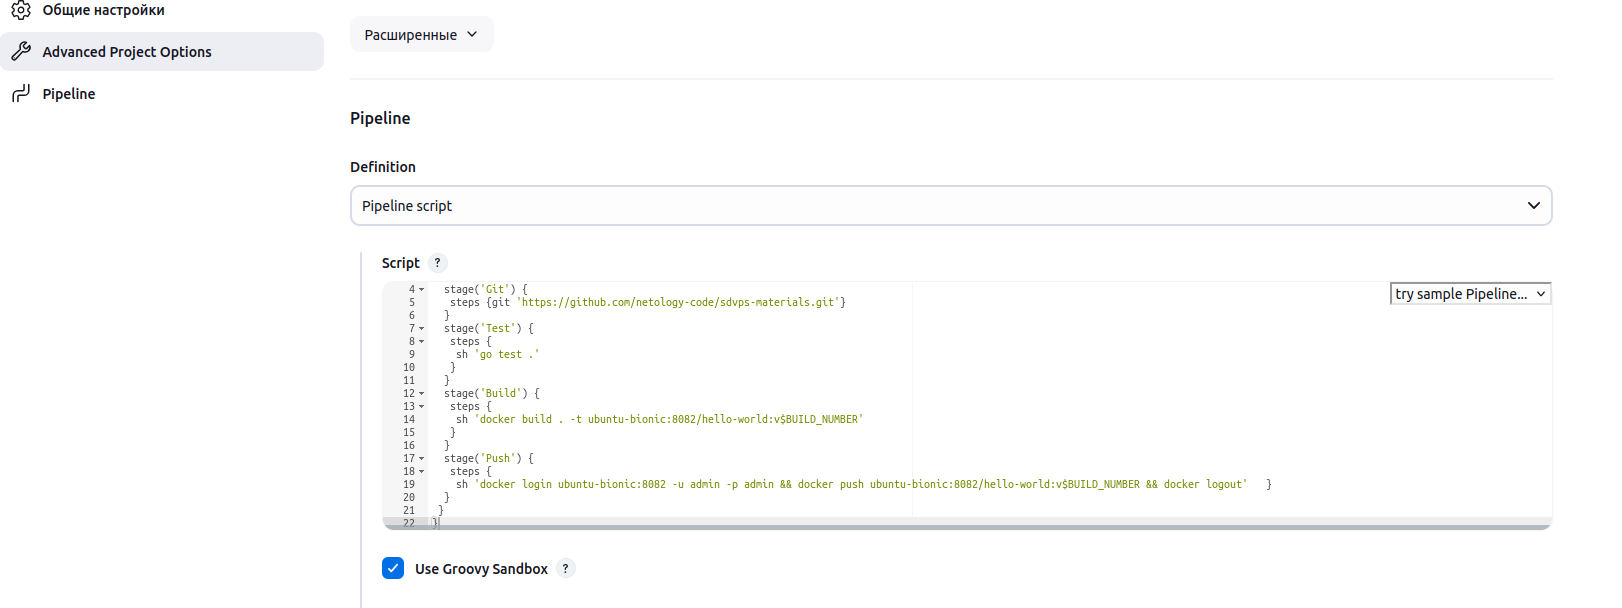 Общие настройки
Advanced Project Options
Pipeline
Расширенные
Pipeline
Definition
Pipeline script
Script ?
try sample Pipeline...
4 stage('Git') {
5 steps {git 'https://github.com/netology-code/sdvps-materials.git'}
6 }
7 stage('Test') {
8 steps {
9 sh 'go test .'
10 }
11 }
12 stage('Build') {
13 steps {
14 sh 'docker build . -t ubuntu-bionic:8082/hello-world:v$BUILD_NUMBER'
15 }
16 }
17 stage('Push') {
18 steps {
19 sh 'docker login ubuntu-bionic:8082 -u admin -p admin && docker push ubuntu-bionic:8082/hello-world:v$BUILD_NUMBER && docker logout'   }
20 }
21 }
22 }
Use Groovy Sandbox ?